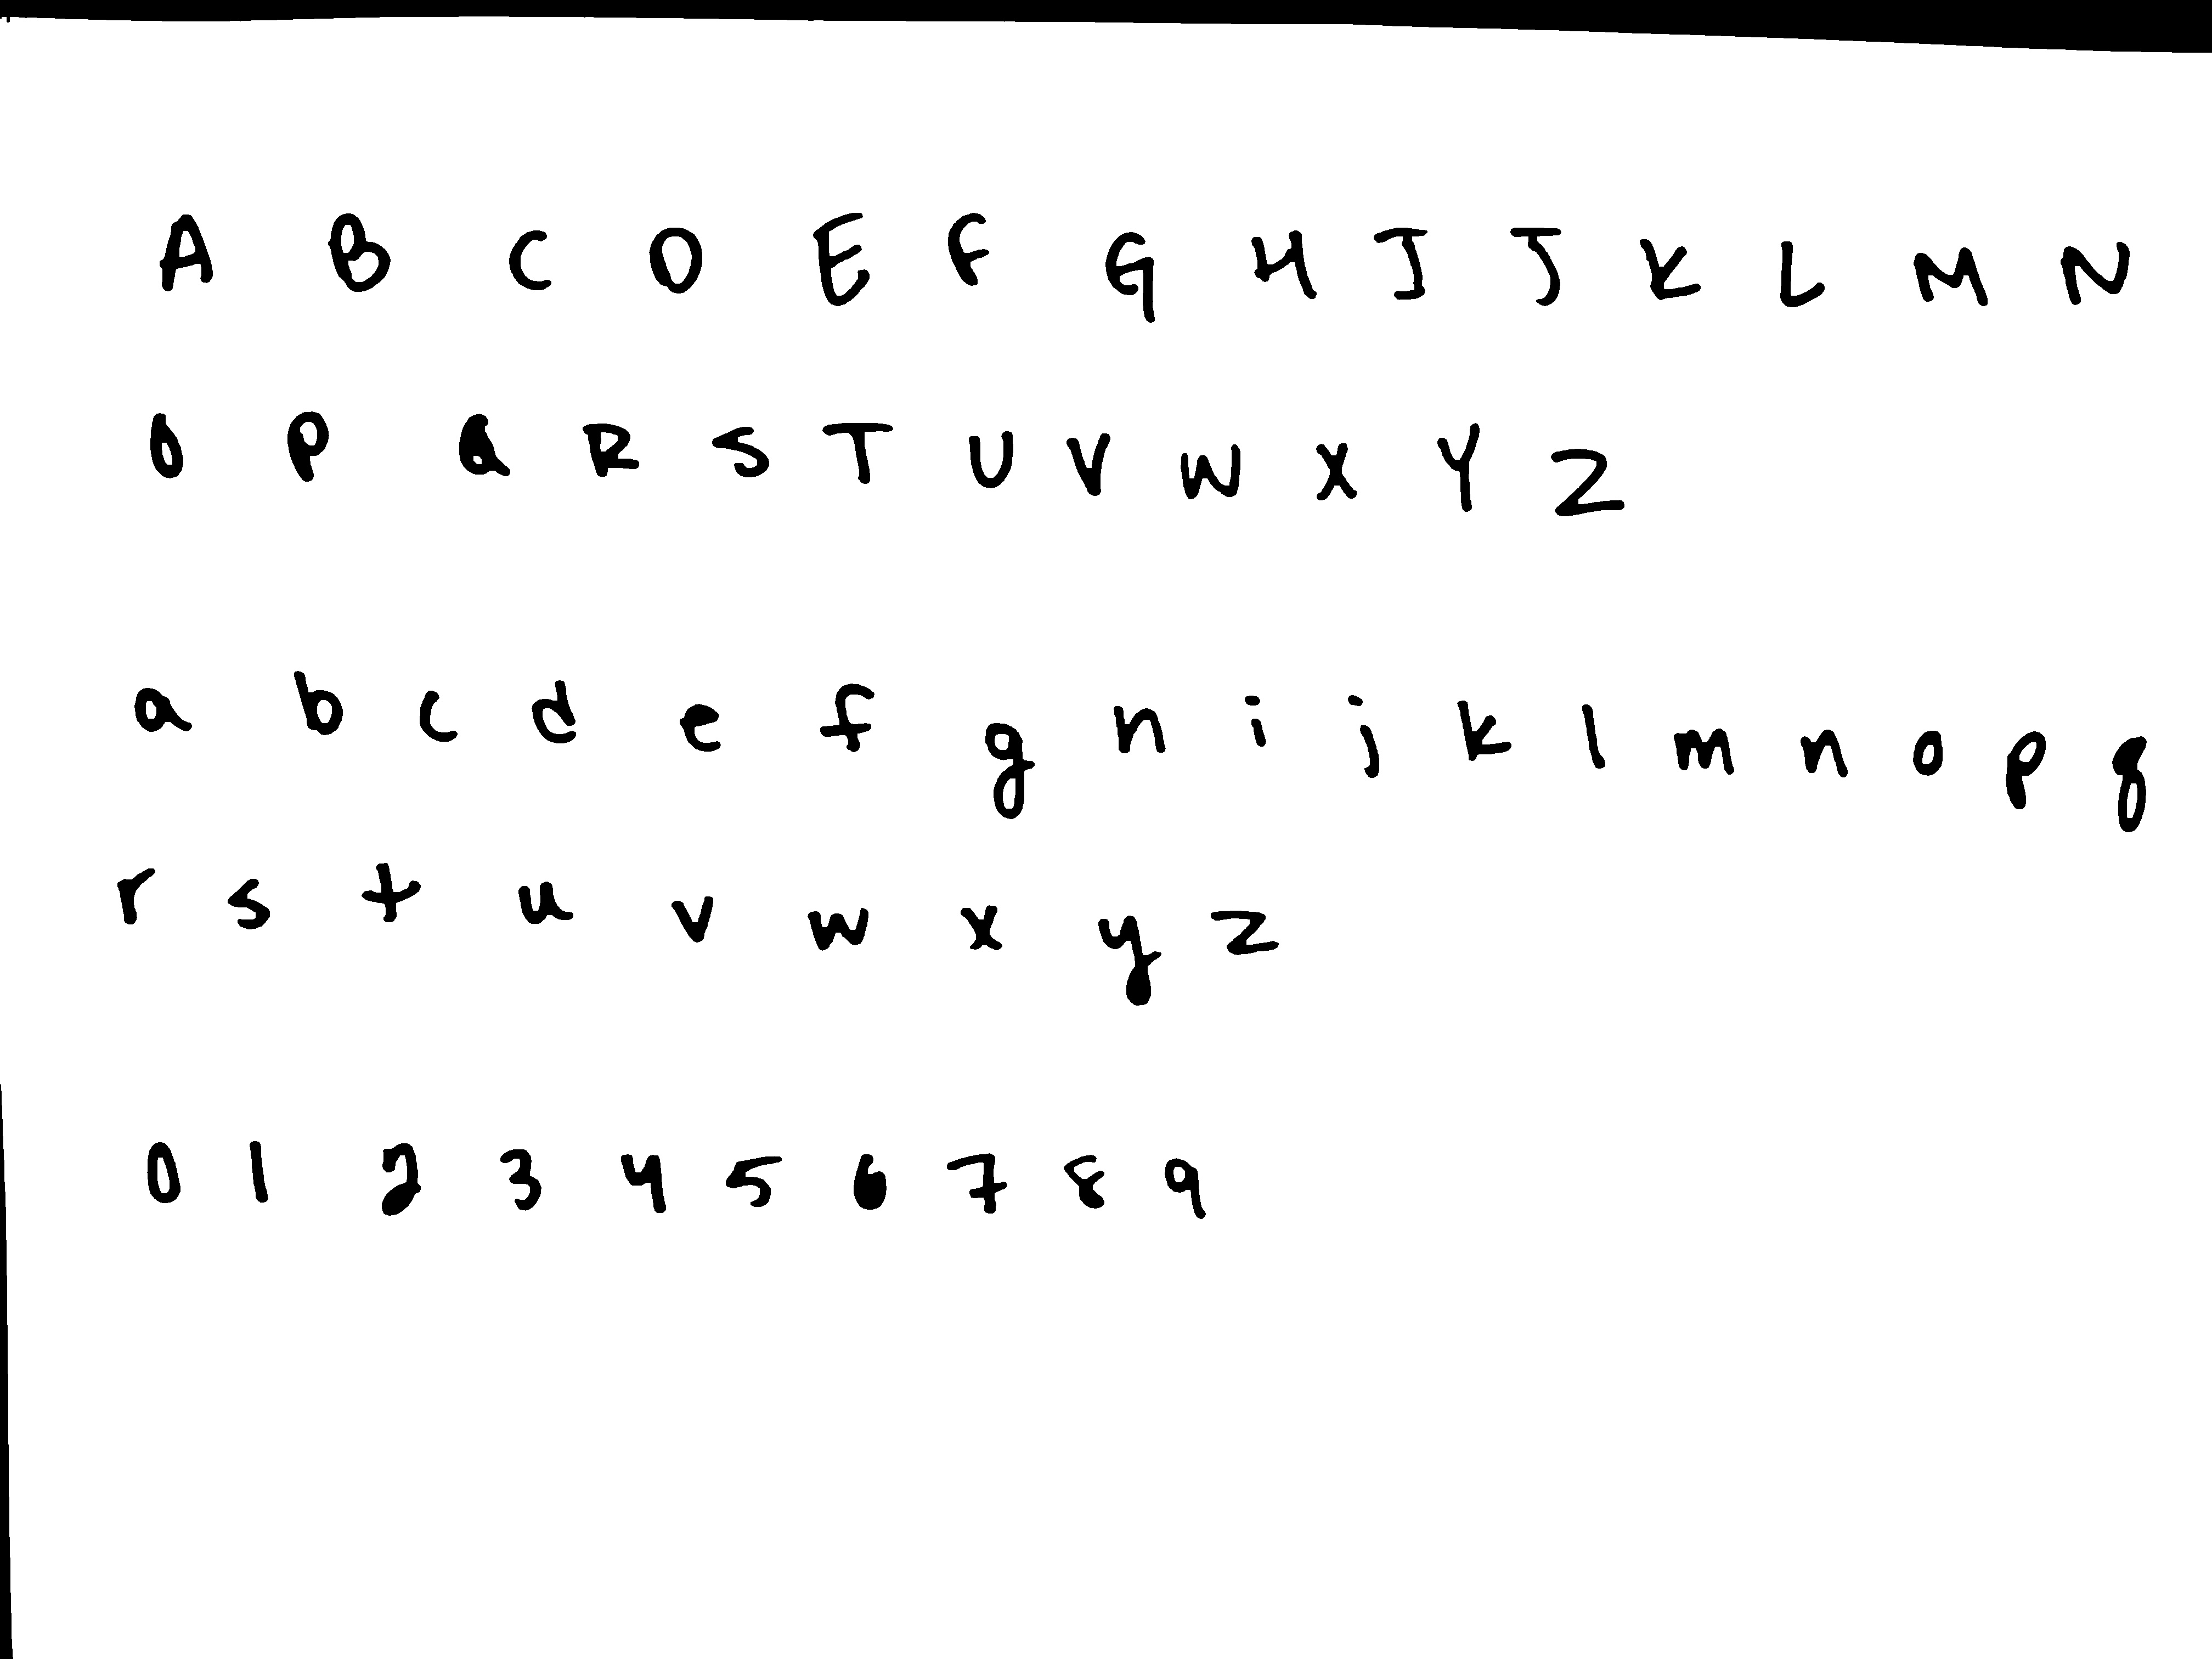 A B C D E F G H I J K L M N
O P Q R S T U V W X Y Z
a b c d e f g h i j k l m n o p q
r s t u v w x y z
0 1 2 3 4 5 6 7 8 9